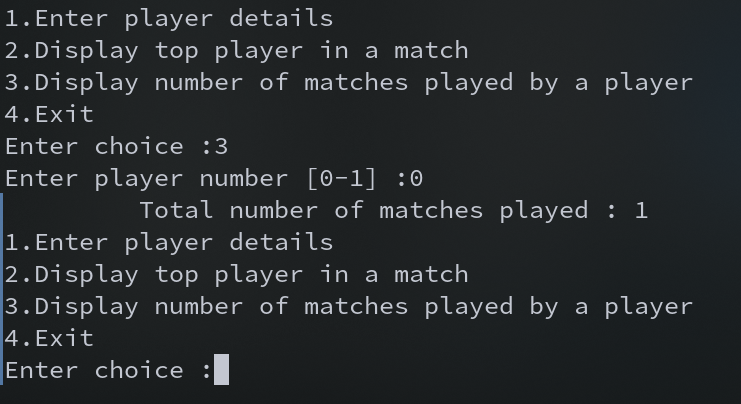 1.Enter player details
2.Display top player in a match
3.Display number of matches played by a player
4.Exit
Enter choice :3
Enter player number [0-1] :0
Total number of matches played : 1
1.Enter player details
2.Display top player in a match
3.Display number of matches played by a player
4.Exit
Enter choice :